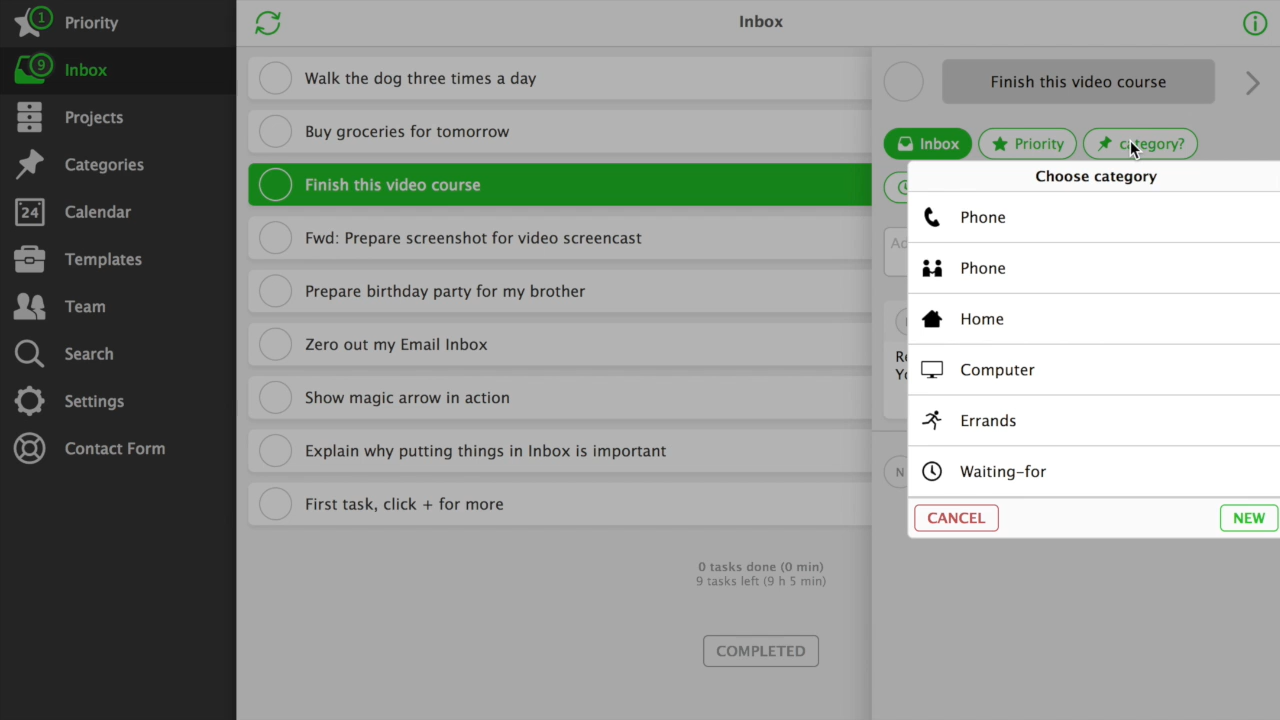 1
Priority
9
Inbox
Projects
Categories
24
Calendar
Templates
Team
Search
Settings
Contact Form
Inbox
Walk the dog three times a day
Buy groceries for tomorrow
Finish this video course
Fwd: Prepare screenshot for video screencast
Prepare birthday party for my brother
Zero out my Email Inbox
Show magic arrow in action
Explain why putting things in Inbox is important
First task, click + for more
0 tasks done (0 min)
9 tasks left (9 h 5 min)
COMPLETED
Finish this video course
Inbox Priority category?
Choose category
Phone
Phone
Home
Computer
Errands
Waiting-for
CANCEL NEW